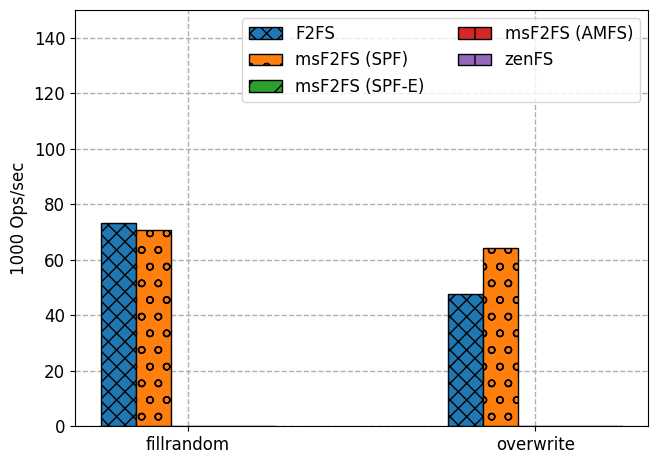 F2FS
msF2FS (SPF)
msF2FS (SPF-E)
msF2FS (AMFS)
zenFS
1000 Ops/sec
140
120
100
80
60
40
20
0
fillrandom
overwrite